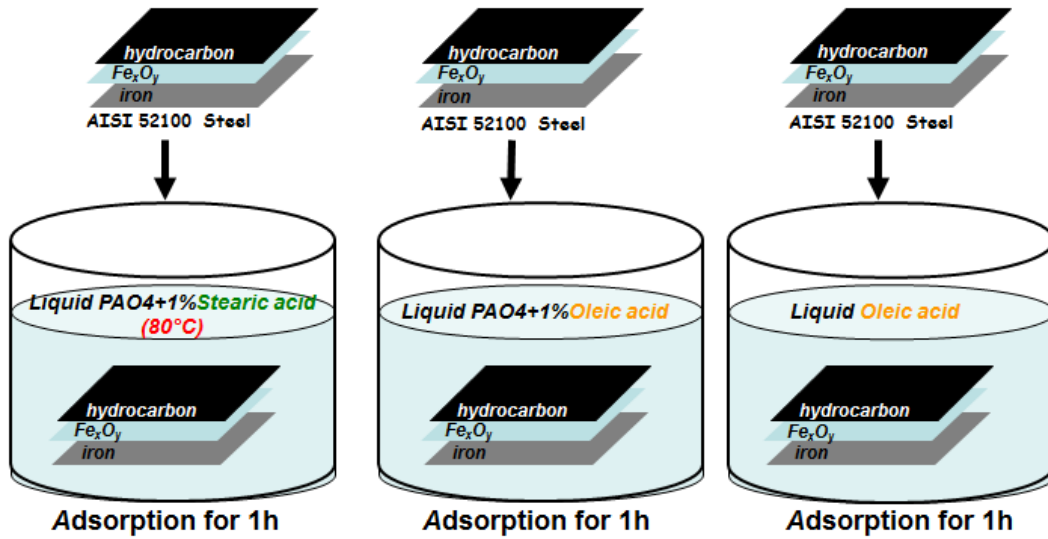 hydrocarbon
FexOy
iron
AISI 52100 Steel
hydrocarbon
FexOy
iron
AISI 52100 Steel
hydrocarbon
FexOy
iron
AISI 52100 Steel
Liquid PAO4+1%Stearic acid
(80°C)
hydrocarbon
FexOy
iron
Adsorption for 1h
Liquid PAO4+1%Oleic acid
hydrocarbon
FexOy
iron
Adsorption for 1h
Liquid Oleic acid
hydrocarbon
FexOy
iron
Adsorption for 1h